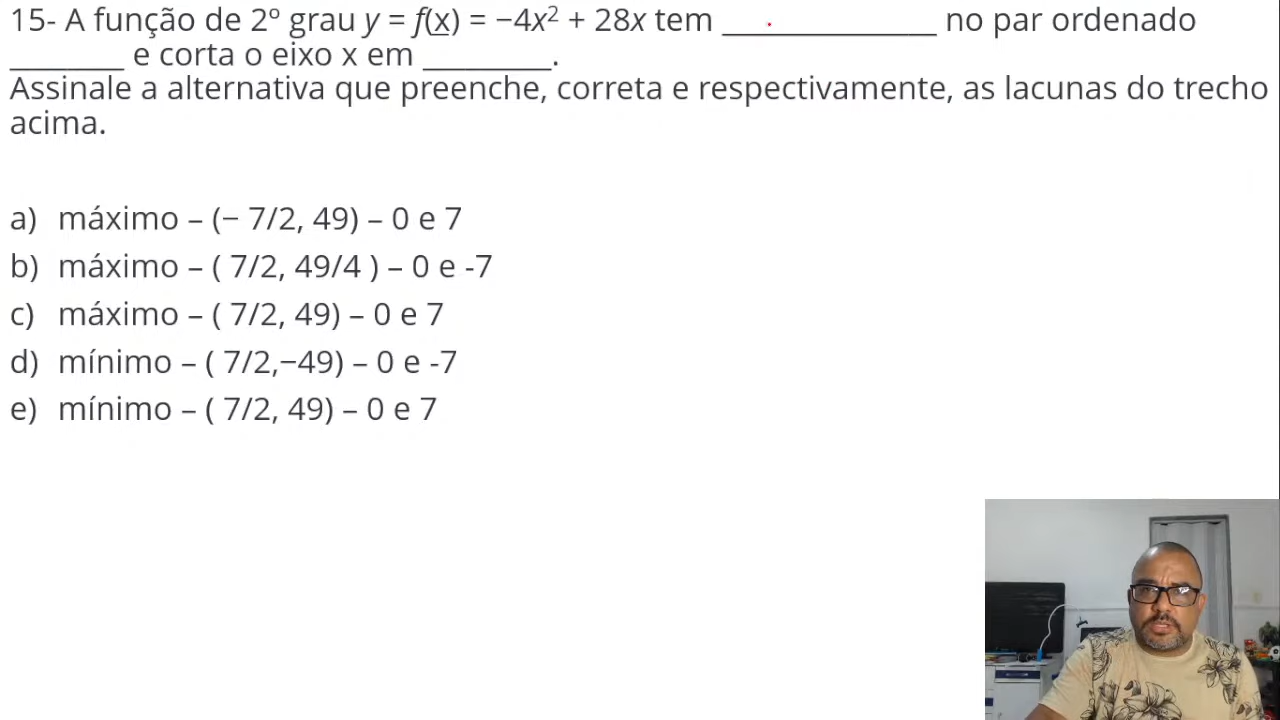 15- A função de 2º grau y = f(x) = −4x² + 28x tem _______________ no par ordenado
________ e corta o eixo x em _________.
Assinale a alternativa que preenche, correta e respectivamente, as lacunas do trecho
acima.
a) máximo – (− 7/2, 49) – 0 e 7
b) máximo – ( 7/2, 49/4 ) – 0 e -7
c) máximo – ( 7/2, 49) – 0 e 7
d) mínimo – ( 7/2,−49) – 0 e -7
e) mínimo – ( 7/2, 49) – 0 e 7